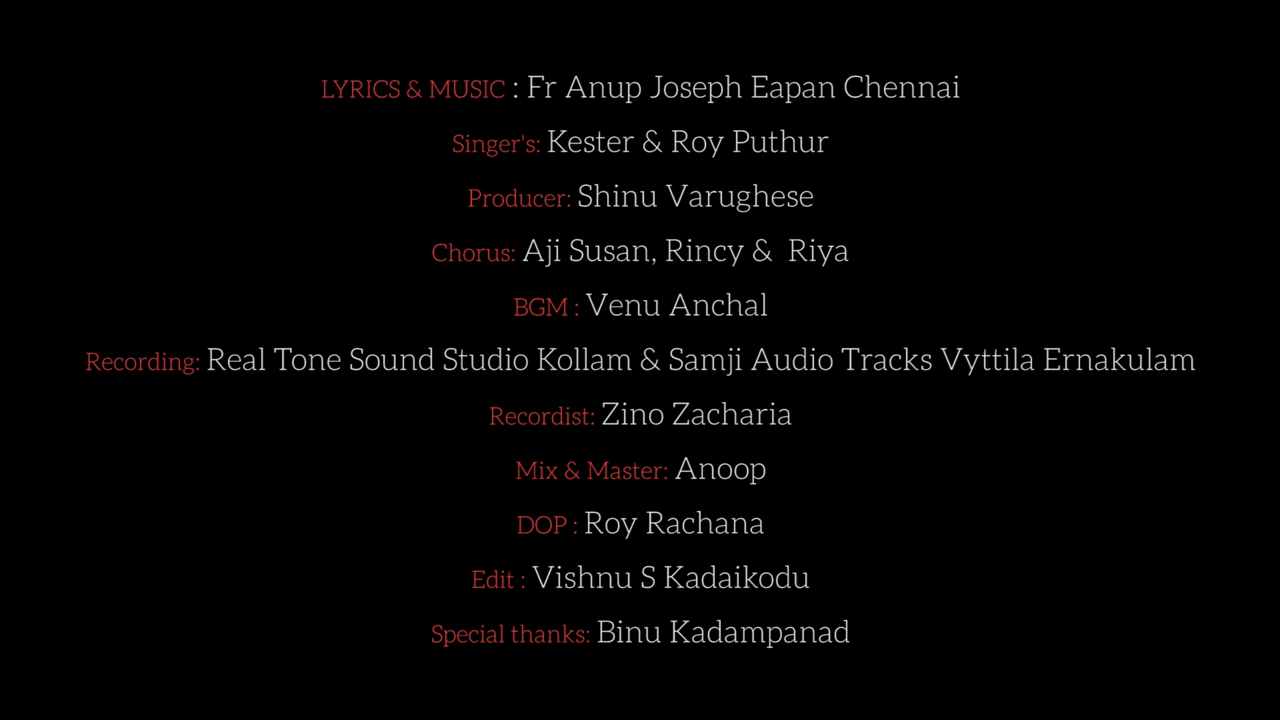 LYRICS & MUSIC : Fr Anup Joseph Eapan Chennai
Singer's: Kester & Roy Puthur
Producer: Shinu Varughese
Chorus: Aji Susan, Rincy &  Riya
BGM : Venu Anchal
Recording: Real Tone Sound Studio Kollam & Samji Audio Tracks Vyttila Ernakulam
Recordist: Zino Zacharia
Mix & Master: Anoop
DOP : Roy Rachana
Edit : Vishnu S Kadaikodu
Special thanks: Binu Kadampanad